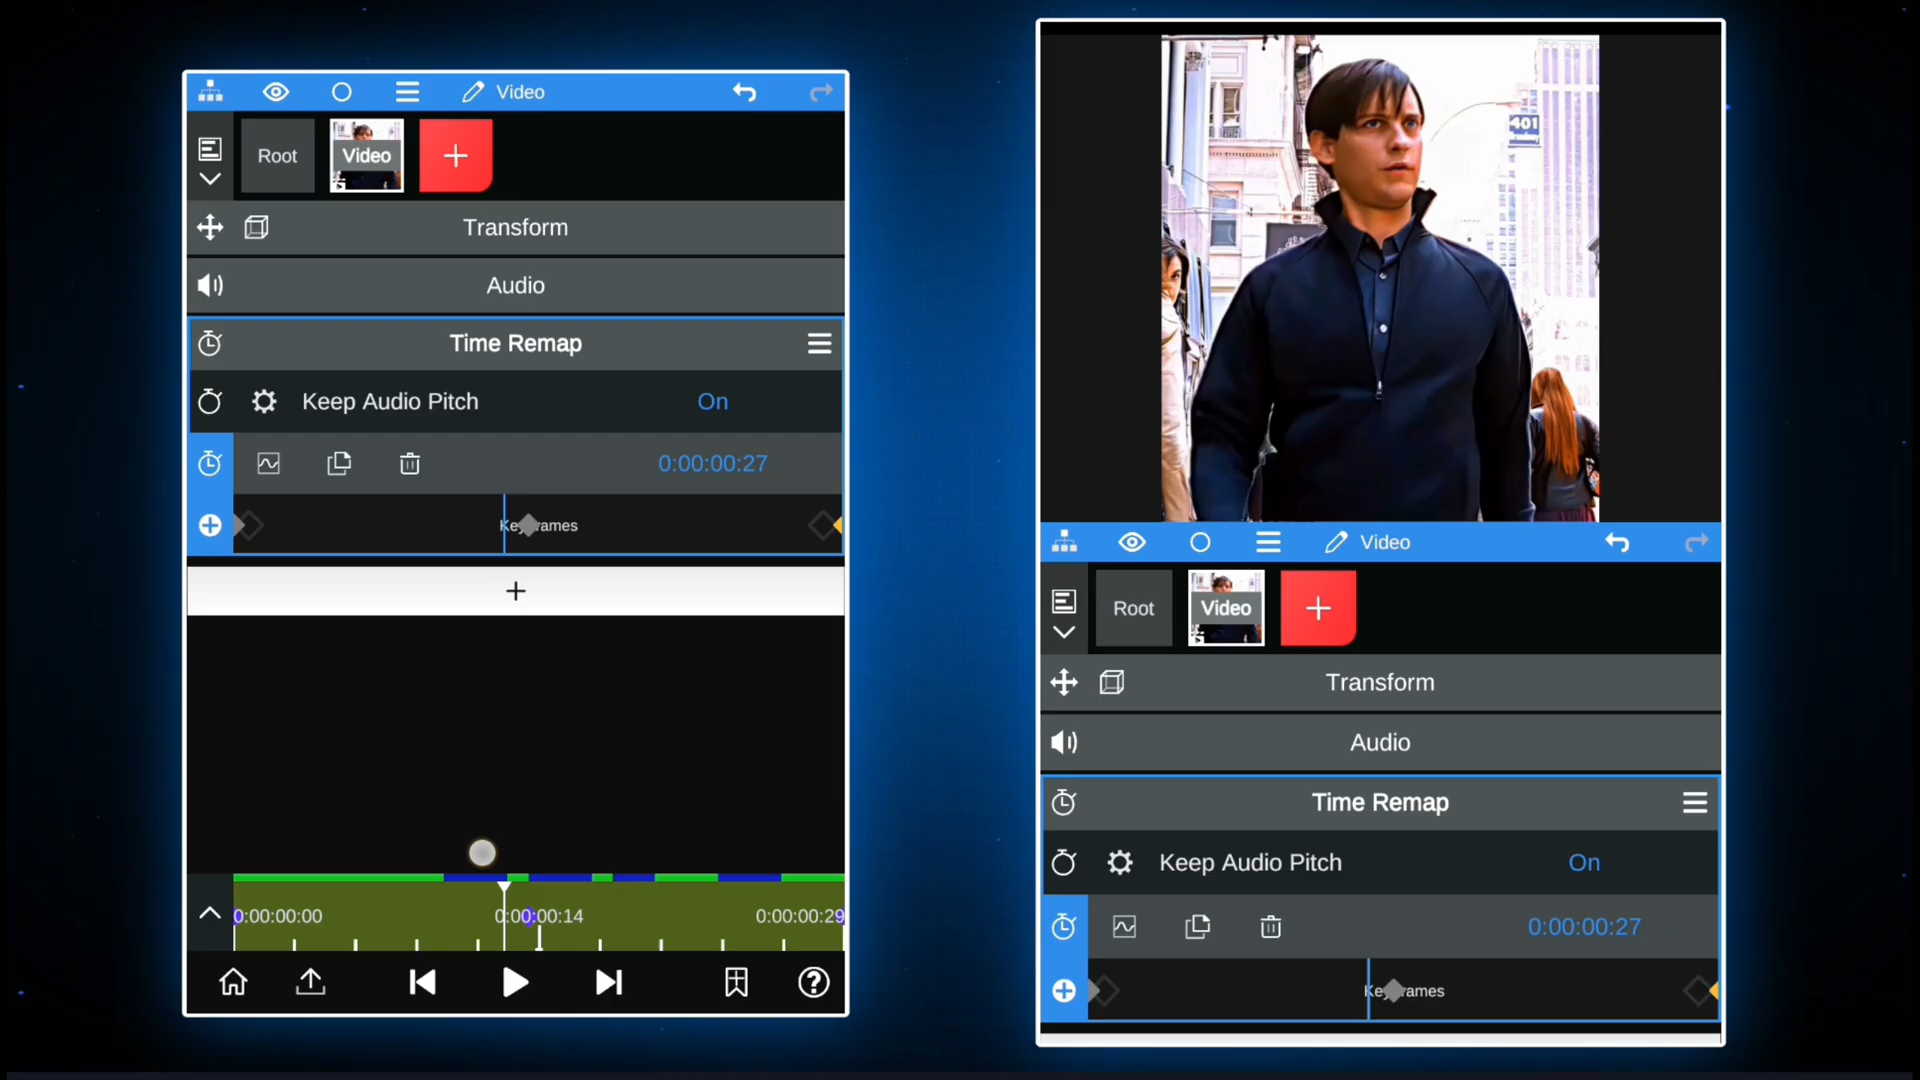 Video
Root
Video
Transform
Audio
Time Remap
Keep Audio Pitch
On
0:00:00:27
Keyframes
0:00:00:00
0:00:00:14
0:00:00:29
401
Video
Root
Video
Transform
Audio
Time Remap
Keep Audio Pitch
On
0:00:00:27
Keyframes